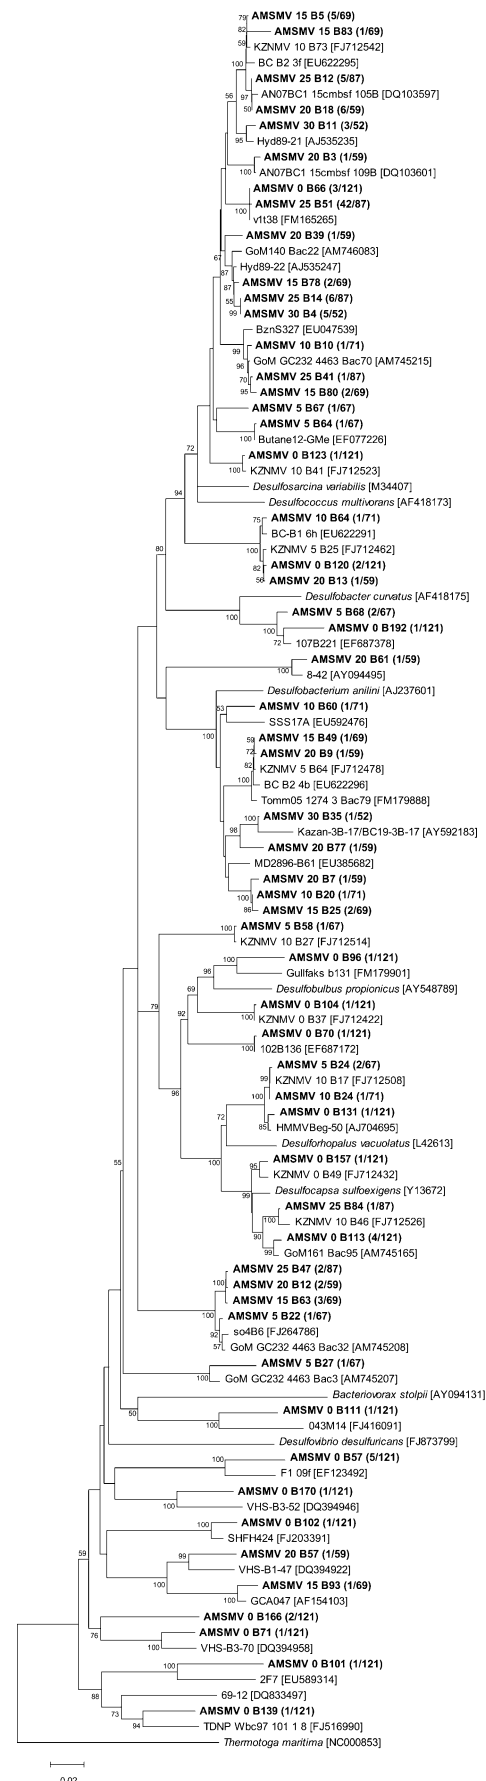 79 AMSMV 15 B5 (5/69)
82 AMSMV 15 B83 (1/69)
59 KZNMV 10 B73 [FJ712542]
100 BC B2 3f [EU622295]
AMSMV 25 B12 (5/87)
56 97 AN07BC1 15cmbsf 105B [DQ103597]
50 AMSMV 20 B18 (6/59)
AMSMV 30 B11 (3/52)
95 Hyd89-21 [AJ535235]
AMSMV 20 B3 (1/59)
100 AN07BC1 15cmbsf 109B [DQ103601]
AMSMV 0 B66 (3/121)
AMSMV 25 B51 (42/87)
100 v1t38 [FM165265]
AMSMV 20 B39 (1/59)
GoM140 Bac22 [AM746083]
67 87 Hyd89-22 [AJ535247]
87 AMSMV 15 B78 (2/69)
55 AMSMV 25 B14 (6/87)
99 AMSMV 30 B4 (5/52)
BznS327 [EU047539]
99 AMSMV 10 B10 (1/71)
96 GoM GC232 4463 Bac70 [AM745215]
70 AMSMV 25 B41 (1/87)
95 AMSMV 15 B80 (2/69)
AMSMV 5 B67 (1/67)
AMSMV 5 B64 (1/67)
100 Butane12-GMe [EF077226]
72 AMSMV 0 B123 (1/121)
100 KZNMV 10 B41 [FJ712523]
Desulfosarcina variabilis [M34407]
94 Desulfococcus multivorans [AF418173]
75 AMSMV 10 B64 (1/71)
BC-B1 6h [EU622291]
80 100 KZNMV 5 B25 [FJ712462]
82 AMSMV 0 B120 (2/121)
56 AMSMV 20 B13 (1/59)
Desulfobacter curvatus [AF418175]
100 AMSMV 5 B68 (2/67)
100 AMSMV 0 B192 (1/121)
72 107B221 [EF687378]
AMSMV 20 B61 (1/59)
100 8-42 [AY094495]
Desulfobacterium anilini [AJ237601]
53 AMSMV 10 B60 (1/71)
SSS17A [EU592476]
100 59 AMSMV 15 B49 (1/69)
72 AMSMV 20 B9 (1/59)
82 KZNMV 5 B64 [FJ712478]
100 BC B2 4b [EU622296]
Tomm05 1274 3 Bac79 [FM179888]
100 AMSMV 30 B35 (1/52)
98 Kazan-3B-17/BC19-3B-17 [AY592183]
AMSMV 20 B77 (1/59)
MD2896-B61 [EU385682]
AMSMV 20 B7 (1/59)
100 AMSMV 10 B20 (1/71)
86 AMSMV 15 B25 (2/69)
AMSMV 5 B58 (1/67)
100 KZNMV 10 B27 [FJ712514]
100 AMSMV 0 B96 (1/121)
96 Gullfaks b131 [FM179901]
69 Desulfobulbus propionicus [AY548789]
79 AMSMV 0 B104 (1/121)
92 100 KZNMV 0 B37 [FJ712422]
AMSMV 0 B70 (1/121)
100 102B136 [EF687172]
AMSMV 5 B24 (2/67)
99 KZNMV 10 B17 [FJ712508]
96 100 AMSMV 10 B24 (1/71)
72 AMSMV 0 B131 (1/121)
85 HMMVBeg-50 [AJ704695]
Desulforhopalus vacuolatus [L42613]
55 100 95 AMSMV 0 B157 (1/121)
KZNMV 0 B49 [FJ712432]
99 Desulfocapsa sulfoexigens [Y13672]
AMSMV 25 B84 (1/87)
100 KZNMV 10 B46 [FJ712526]
90 AMSMV 0 B113 (4/121)
99 GoM161 Bac95 [AM745165]
AMSMV 25 B47 (2/87)
100 AMSMV 20 B12 (2/59)
AMSMV 15 B63 (3/69)
100 AMSMV 5 B22 (1/67)
92 so4B6 [FJ264786]
57 GoM GC232 4463 Bac32 [AM745208]
AMSMV 5 B27 (1/67)
100 GoM GC232 4463 Bac3 [AM745207]
Bacteriovorax stolpii [AY094131]
50 AMSMV 0 B111 (1/121)
100 043M14 [FJ416091]
Desulfovibrio desulfuricans [FJ873799]
AMSMV 0 B57 (5/121)
100 F1 09f [EF123492]
AMSMV 0 B170 (1/121)
100 VHS-B3-52 [DQ394946]
AMSMV 0 B102 (1/121)
100 SHFH424 [FJ203391]
59 AMSMV 20 B57 (1/59)
99 VHS-B1-47 [DQ394922]
100 AMSMV 15 B93 (1/69)
100 GCA047 [AF154103]
AMSMV 0 B166 (2/121)
76 AMSMV 0 B71 (1/121)
100 VHS-B3-70 [DQ394958]
AMSMV 0 B101 (1/121)
100 2F7 [EU589314]
88 69-12 [DQ833497]
73 AMSMV 0 B139 (1/121)
94 TDNP Wbc97 101 1 8 [FJ516990]
Thermotoga maritima [NC000853]
0.02